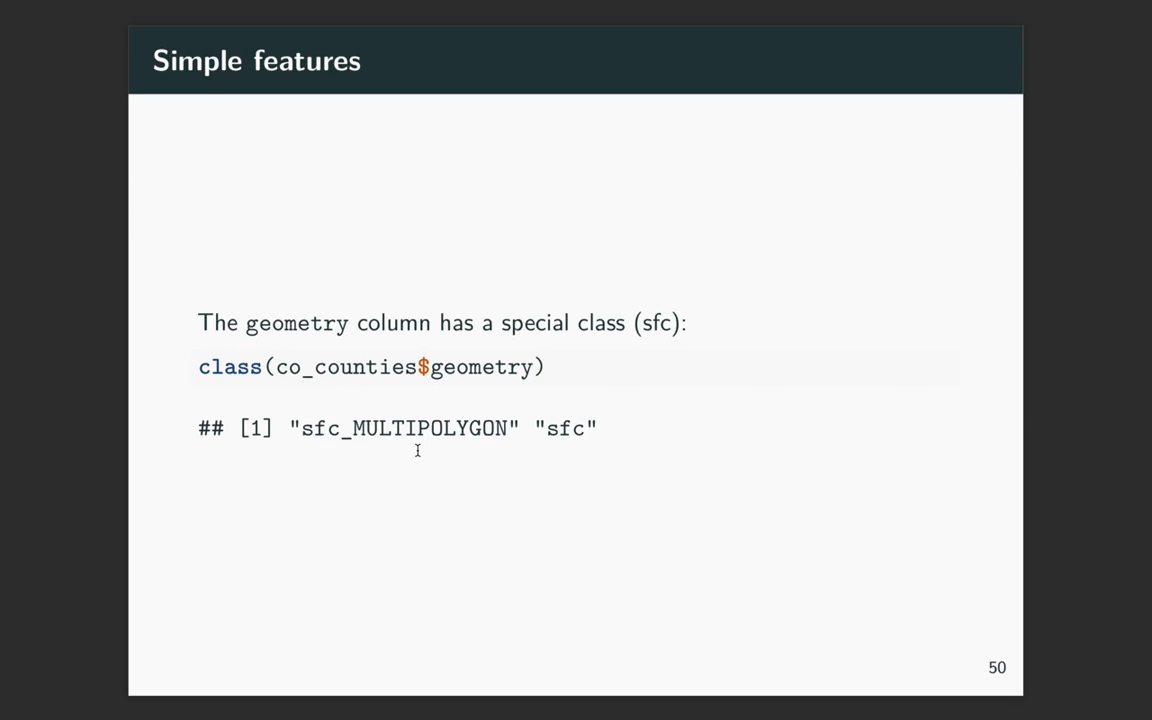 Simple features
The geometry column has a special class (sfc):
class(co_counties$geometry)
## [1] "sfc_MULTIPOLYGON" "sfc"
50